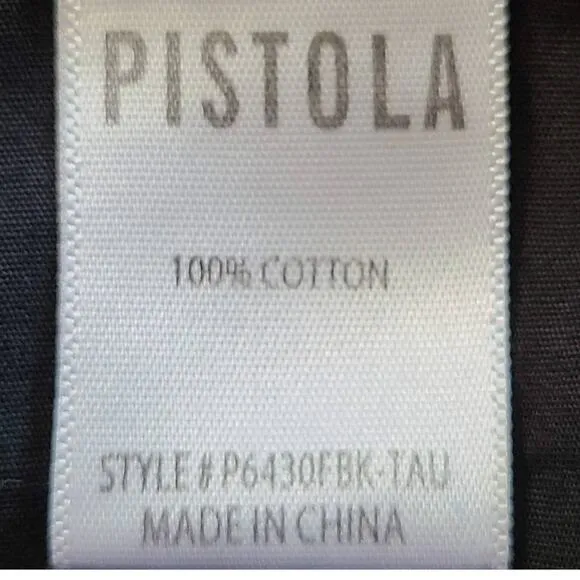 PISTOLA
100% COTTON
STYLE # P6430FBK-TAU
MADE IN CHINA